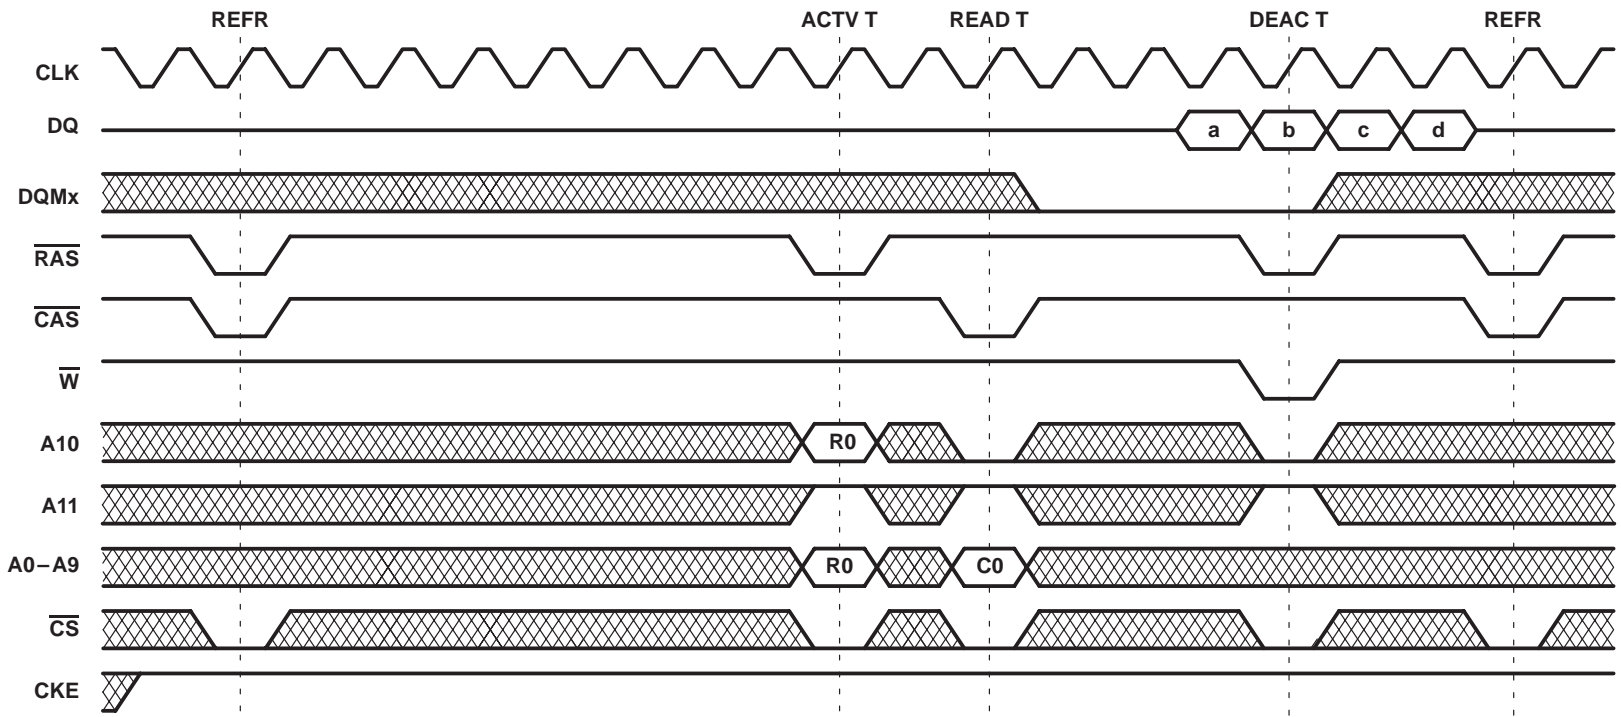 REFR ACTV T READ T DEAC T REFR
CLK
DQ a b c d
DQMx
RAS
CAS
W
A10 R0
A11
A0–A9 R0 C0
CS
CKE